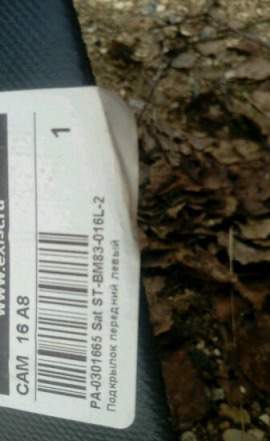 www.exist.ru
CAM 16 A8
1
PA-0301665 Sat ST-BM83-016L-2
Подкрылок передний левый